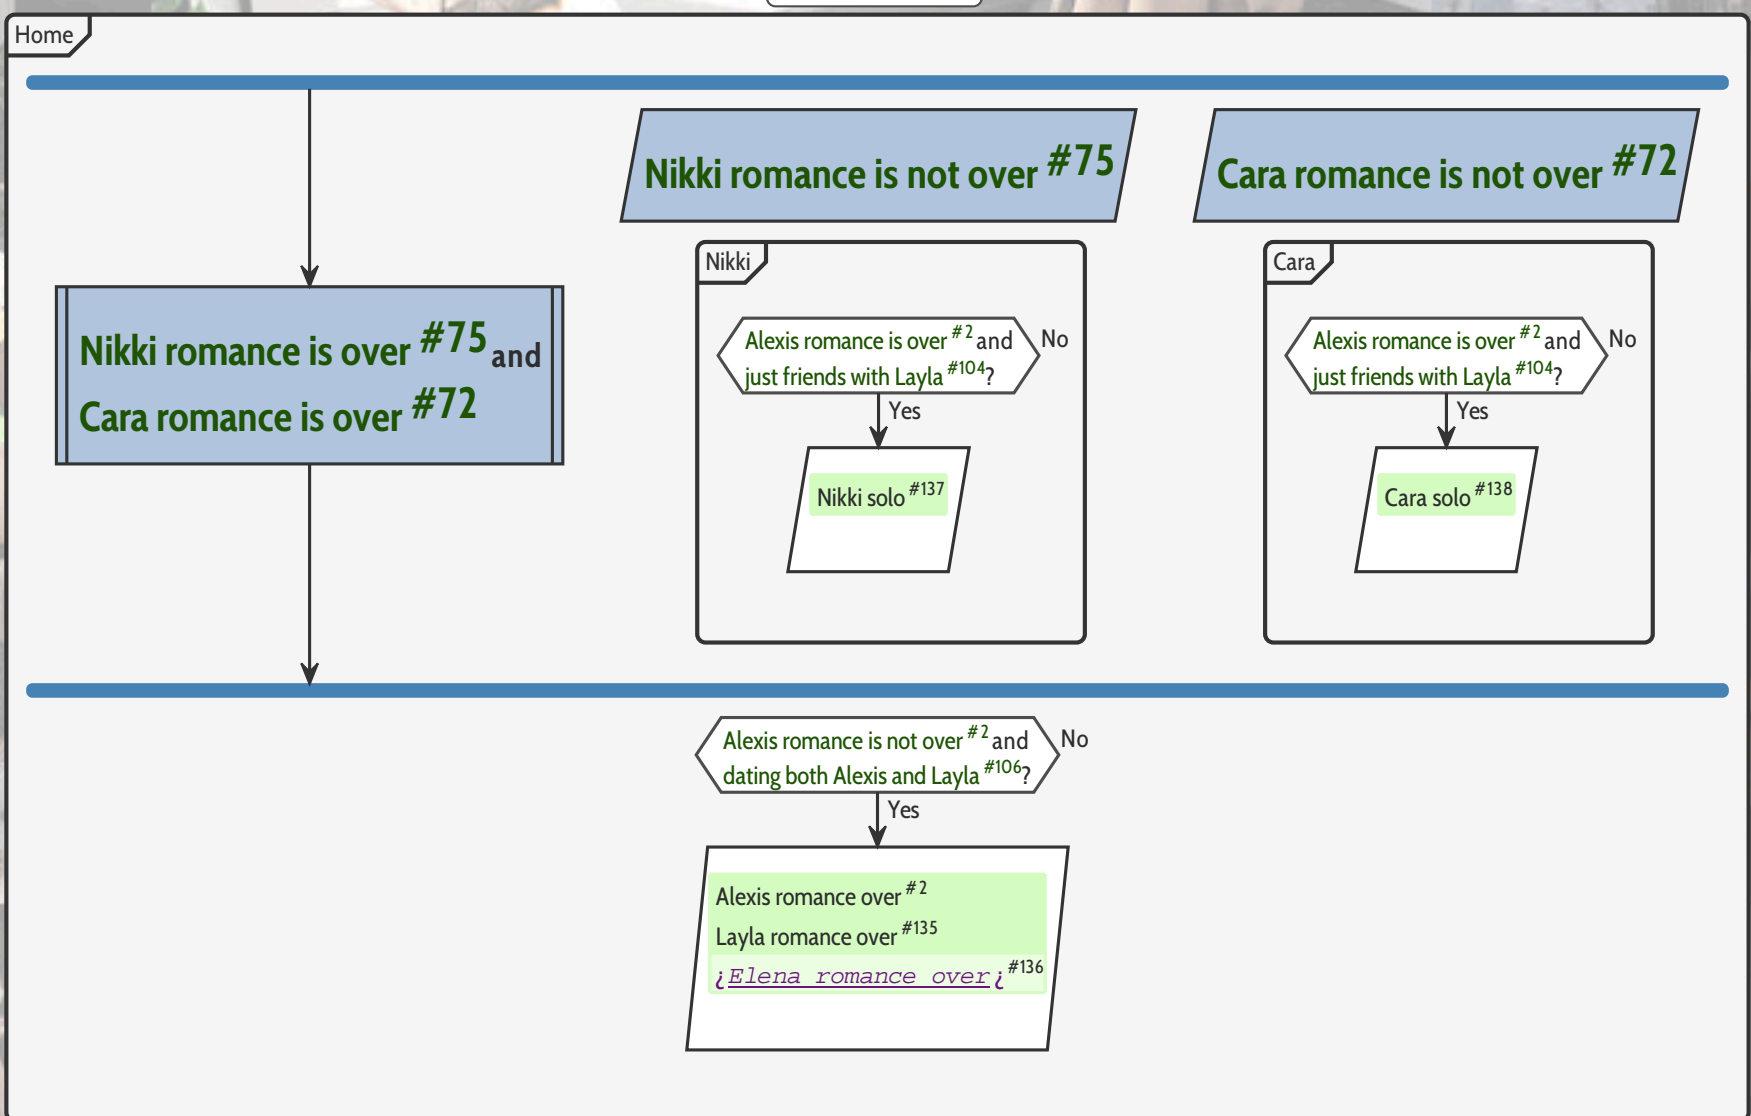 Home
Nikki romance is not over #75
Cara romance is not over #72
Nikki romance is over #75 and
Cara romance is over #72
Nikki
Alexis romance is over #2 and
just friends with Layla #104?
No
Yes
Nikki solo #137
Cara
Alexis romance is over #2 and
just friends with Layla #104?
No
Yes
Cara solo #138
Alexis romance is not over #2 and
dating both Alexis and Layla #106?
No
Yes
Alexis romance over #2
Layla romance over #135
¿Elena romance over¿ #136